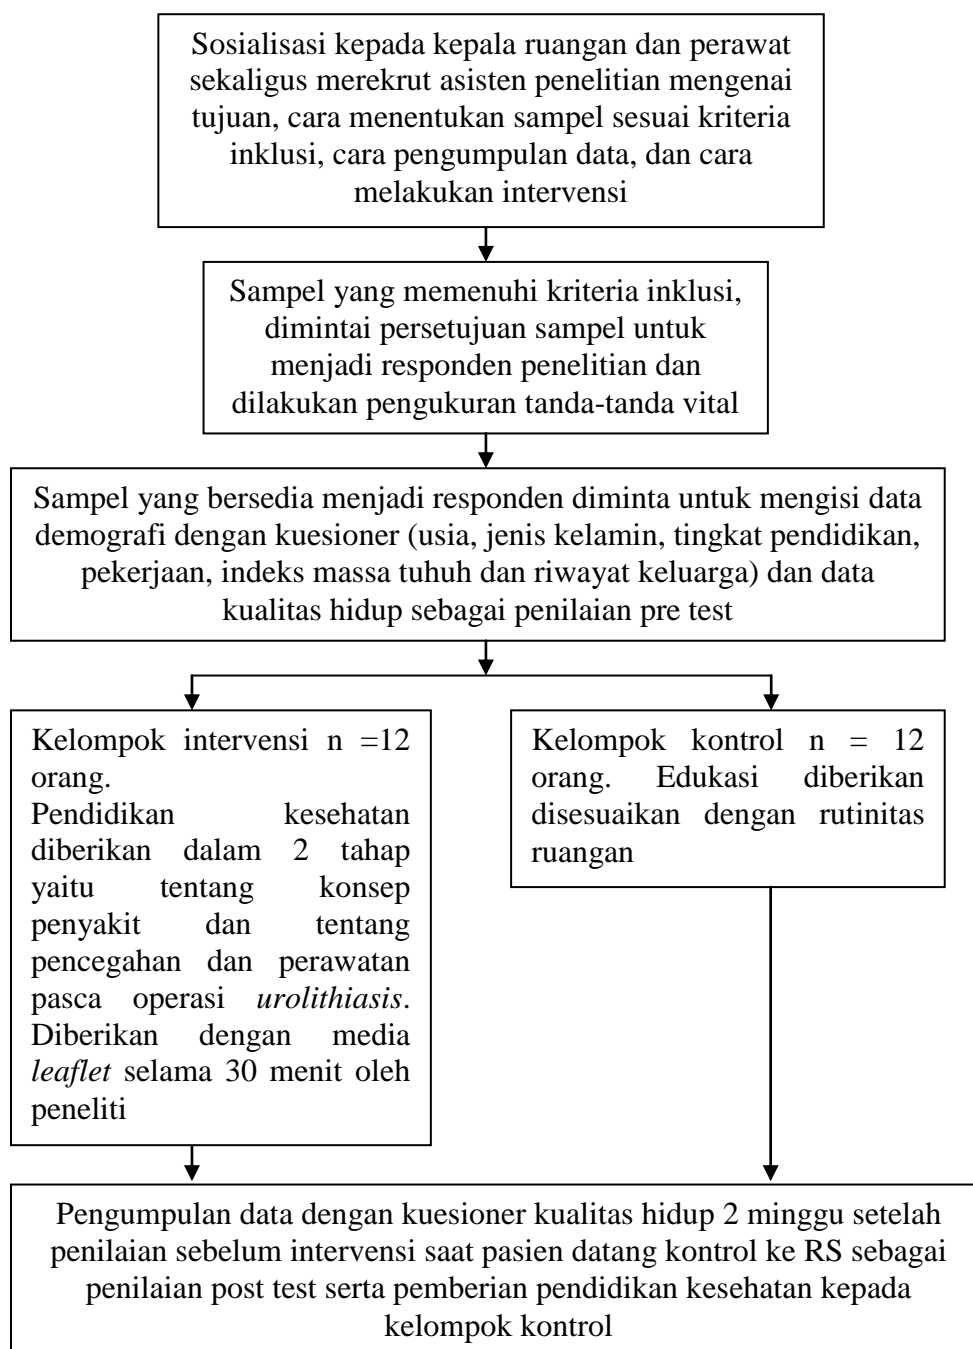 Sosialisasi kepada kepala ruangan dan perawat
sekaligus merekrut asisten penelitian mengenai
tujuan, cara menentukan sampel sesuai kriteria
inklusi, cara pengumpulan data, dan cara
melakukan intervensi
Sampel yang memenuhi kriteria inklusi,
dimintai persetujuan sampel untuk
menjadi responden penelitian dan
dilakukan pengukuran tanda-tanda vital
Sampel yang bersedia menjadi responden diminta untuk mengisi data
demografi dengan kuesioner (usia, jenis kelamin, tingkat pendidikan,
pekerjaan, indeks massa tuhuh dan riwayat keluarga) dan data
kualitas hidup sebagai penilaian pre test
Kelompok intervensi n =12
orang.
Pendidikan kesehatan
diberikan dalam 2 tahap
yaitu tentang konsep
penyakit dan tentang
pencegahan dan perawatan
pasca operasi urolithiasis.
Diberikan dengan media
leaflet selama 30 menit oleh
peneliti
Kelompok kontrol n = 12
orang. Edukasi diberikan
disesuaikan dengan rutinitas
ruangan
Pengumpulan data dengan kuesioner kualitas hidup 2 minggu setelah
penilaian sebelum intervensi saat pasien datang kontrol ke RS sebagai
penilaian post test serta pemberian pendidikan kesehatan kepada
kelompok kontrol